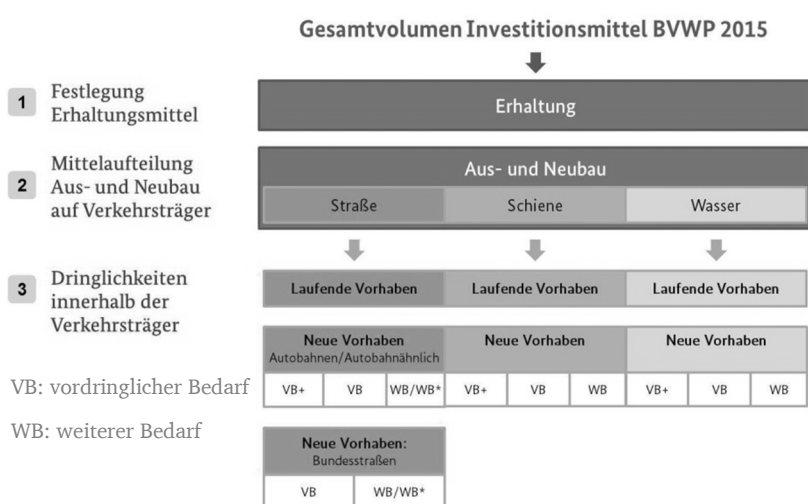 Gesamtvolumen Investitionsmittel BVWP 2015
1 Festlegung
Erhaltungsmittel
Erhaltung
2 Mittelaufteilung
Aus- und Neubau
auf Verkehrsträger
Aus- und Neubau
Straße Schiene Wasser
3 Dringlichkeiten
innerhalb der
Verkehrsträger
Laufende Vorhaben Laufende Vorhaben Laufende Vorhaben
Neue Vorhaben Neue Vorhaben Neue Vorhaben
Autobahnen/Autobahnähnlich
VB+ VB WB/WB* VB+ VB WB VB+ VB WB
VB: vordringlicher Bedarf
WB: weiterer Bedarf
Neue Vorhaben:
Bundesstraßen
VB WB/WB*